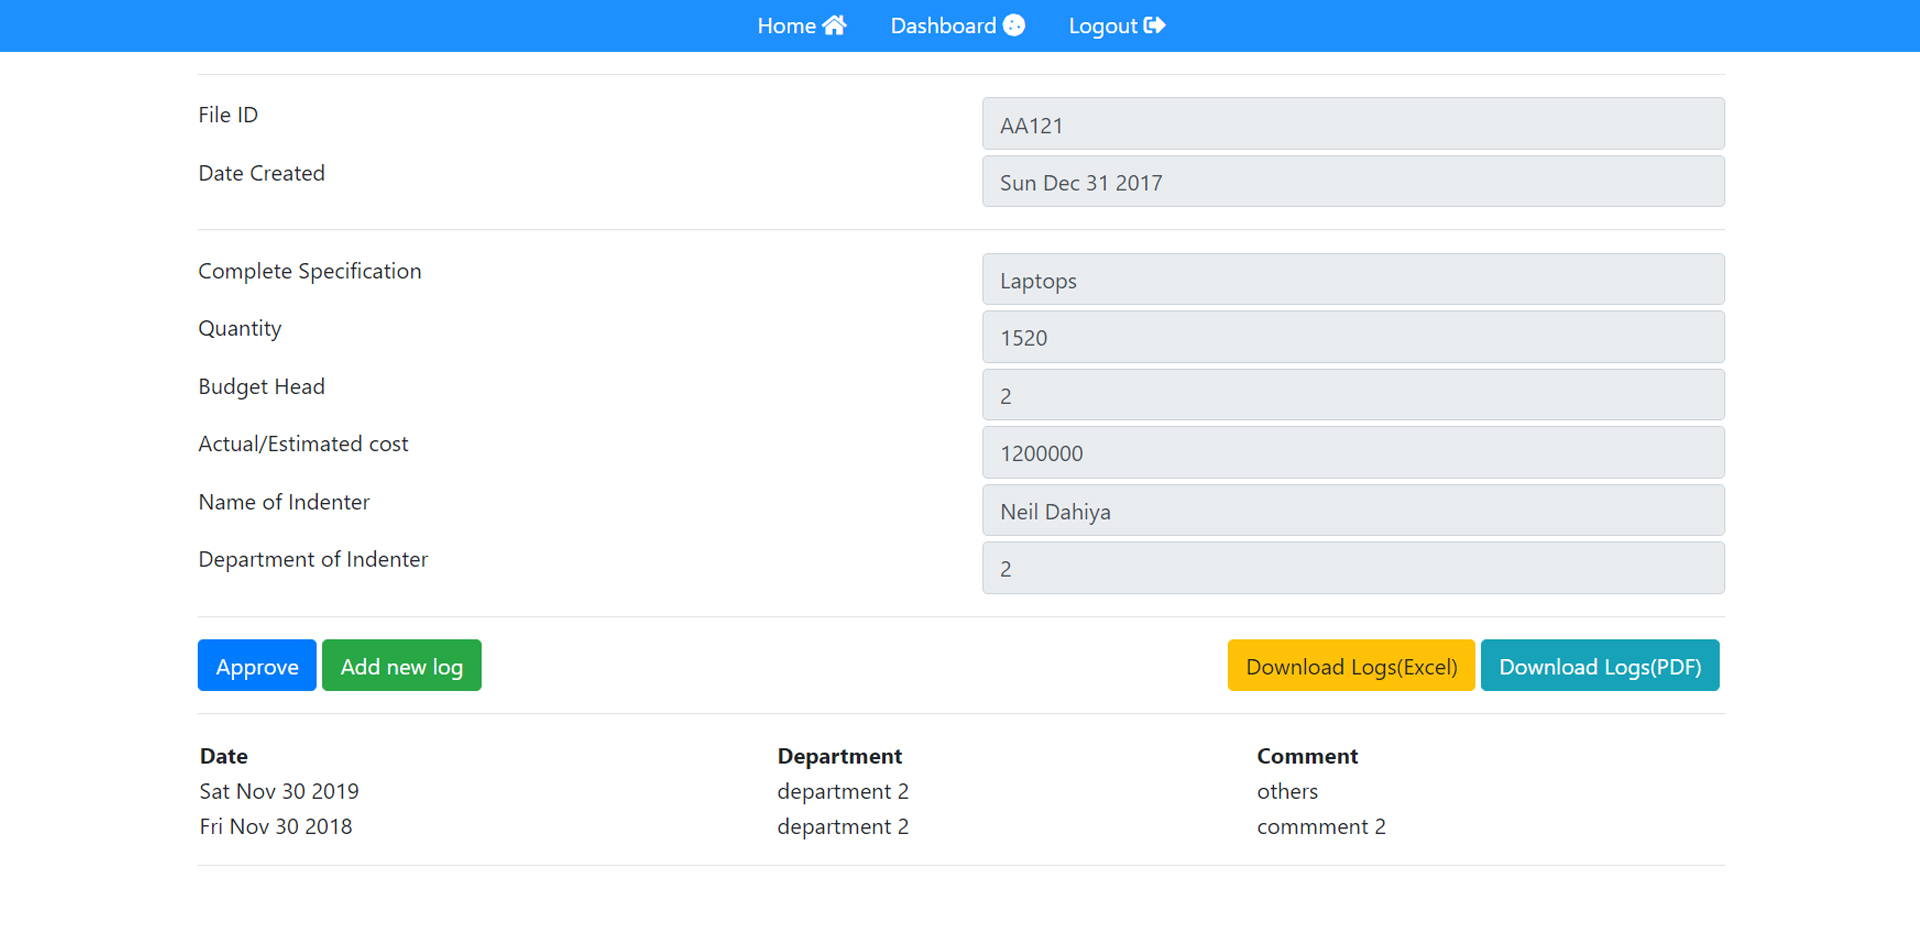 Home Dashboard Logout
File ID AA121
Date Created Sun Dec 31 2017
Complete Specification Laptops
Quantity 1520
Budget Head 2
Actual/Estimated cost 1200000
Name of Indenter Neil Dahiya
Department of Indenter 2
Approve Add new log Download Logs(Excel) Download Logs(PDF)
Date Department Comment
Sat Nov 30 2019 department 2 others
Fri Nov 30 2018 department 2 commment 2